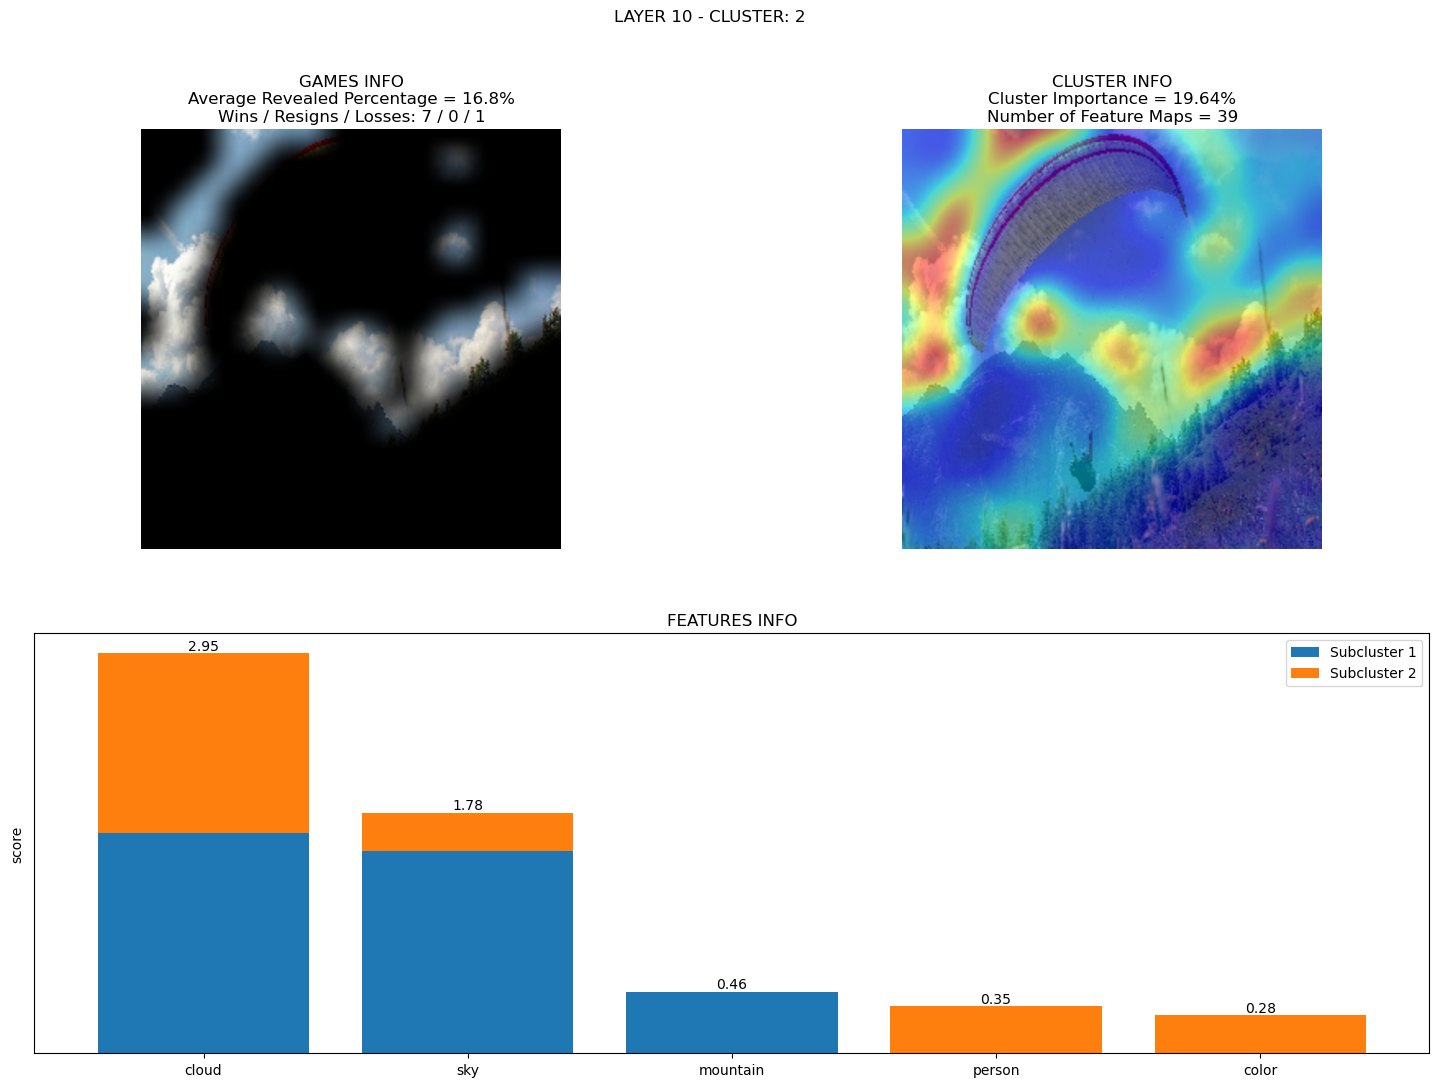 LAYER 10 - CLUSTER: 2
GAMES INFO
Average Revealed Percentage = 16.8%
Wins / Resigns / Losses: 7 / 0 / 1
CLUSTER INFO
Cluster Importance = 19.64%
Number of Feature Maps = 39
FEATURES INFO
Subcluster 1
Subcluster 2
score
2.95
1.78
0.46
0.35
0.28
cloud
sky
mountain
person
color